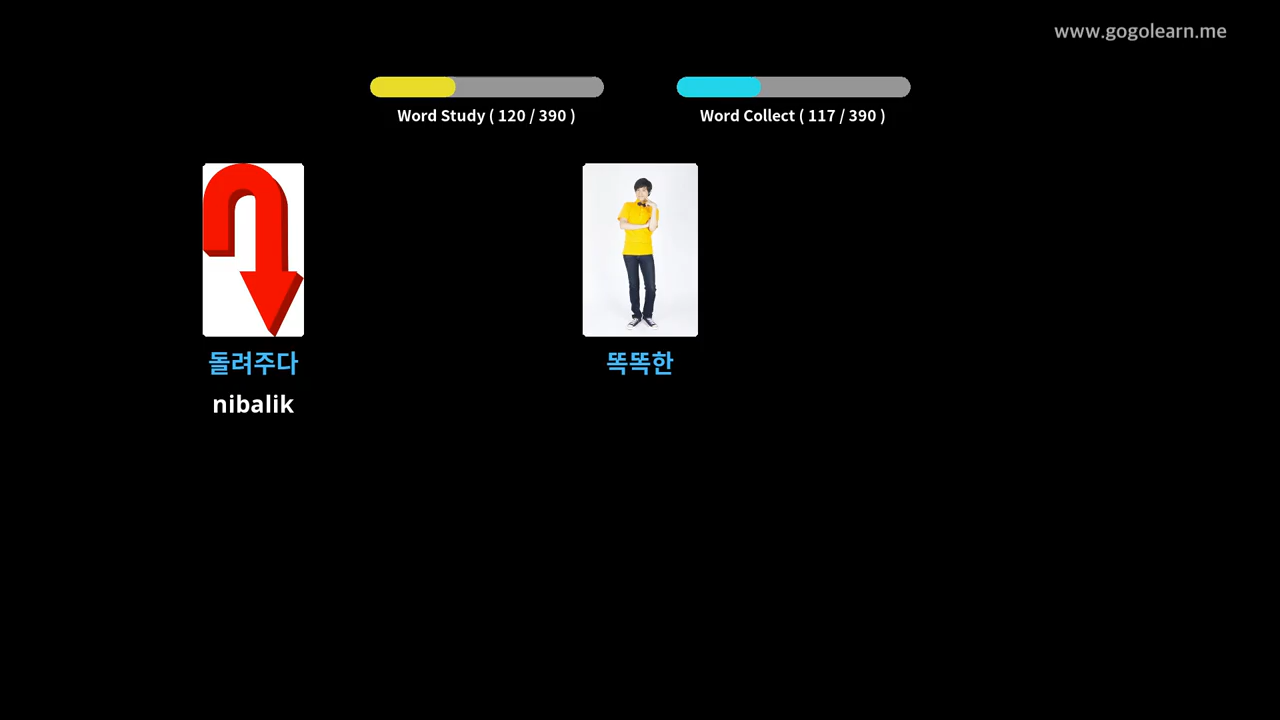 www.gogolearn.me
Word Study ( 120 / 390 )
Word Collect ( 117 / 390 )
돌려주다
nibalik
똑똑한